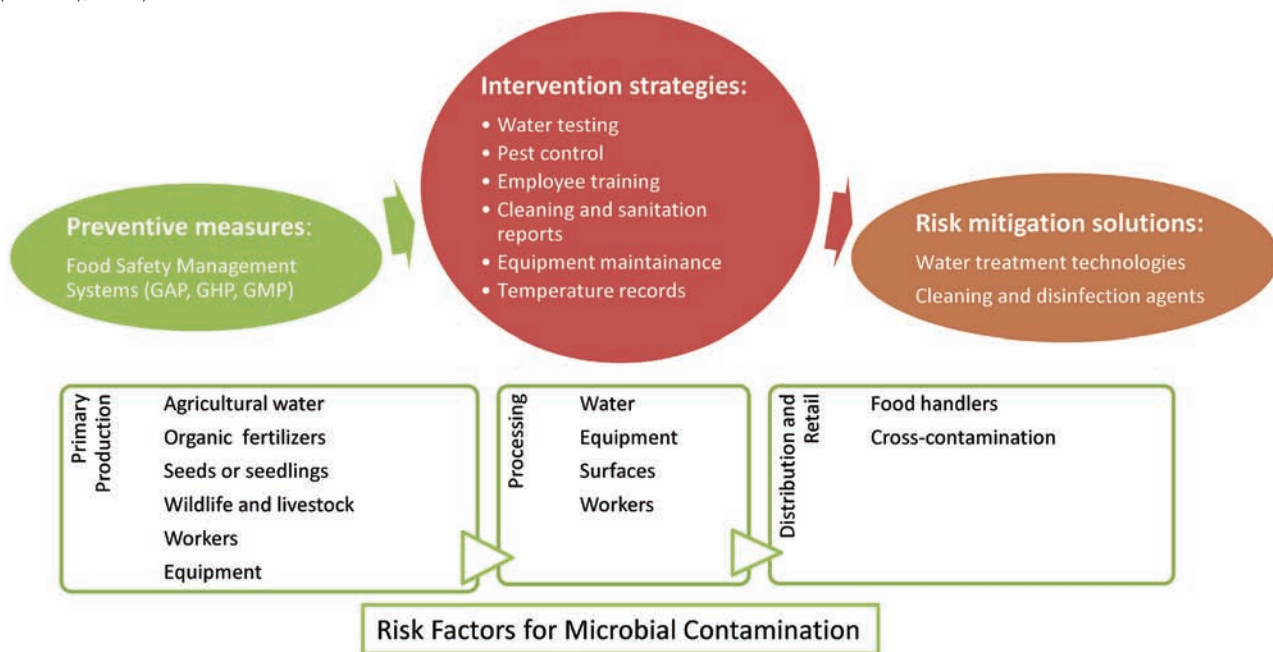 Preventive measures:
Food Safety Management
Systems (GAP, GHP, GMP)
Intervention strategies:
• Water testing
• Pest control
• Employee training
• Cleaning and sanitation
reports
• Equipment maintainance
• Temperature records
Risk mitigation solutions:
Water treatment technologies
Cleaning and disinfection agents
Primary
Production
Agricultural water
Organic fertilizers
Seeds or seedlings
Wildlife and livestock
Workers
Equipment
Processing
Water
Equipment
Surfaces
Workers
Distribution and
Retail
Food handlers
Cross-contamination
Risk Factors for Microbial Contamination